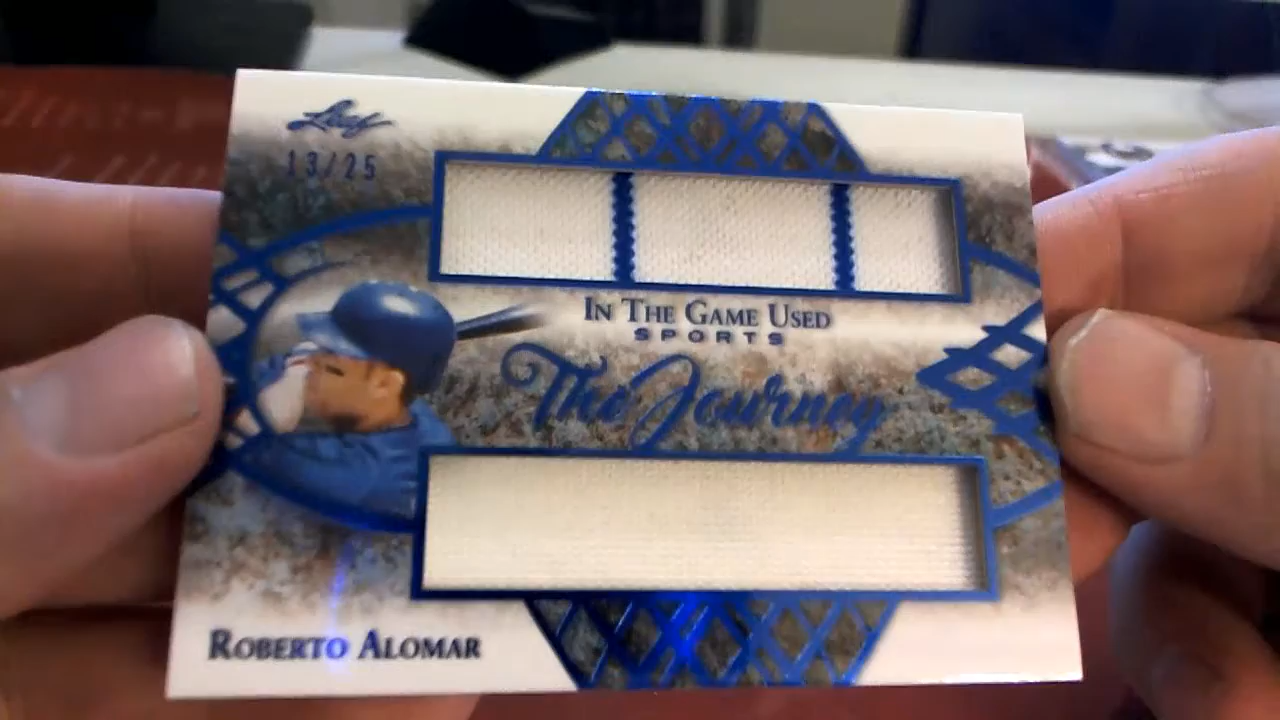 Leaf
13/25
IN THE GAME USED
SPORTS
The Journey
ROBERTO ALOMAR